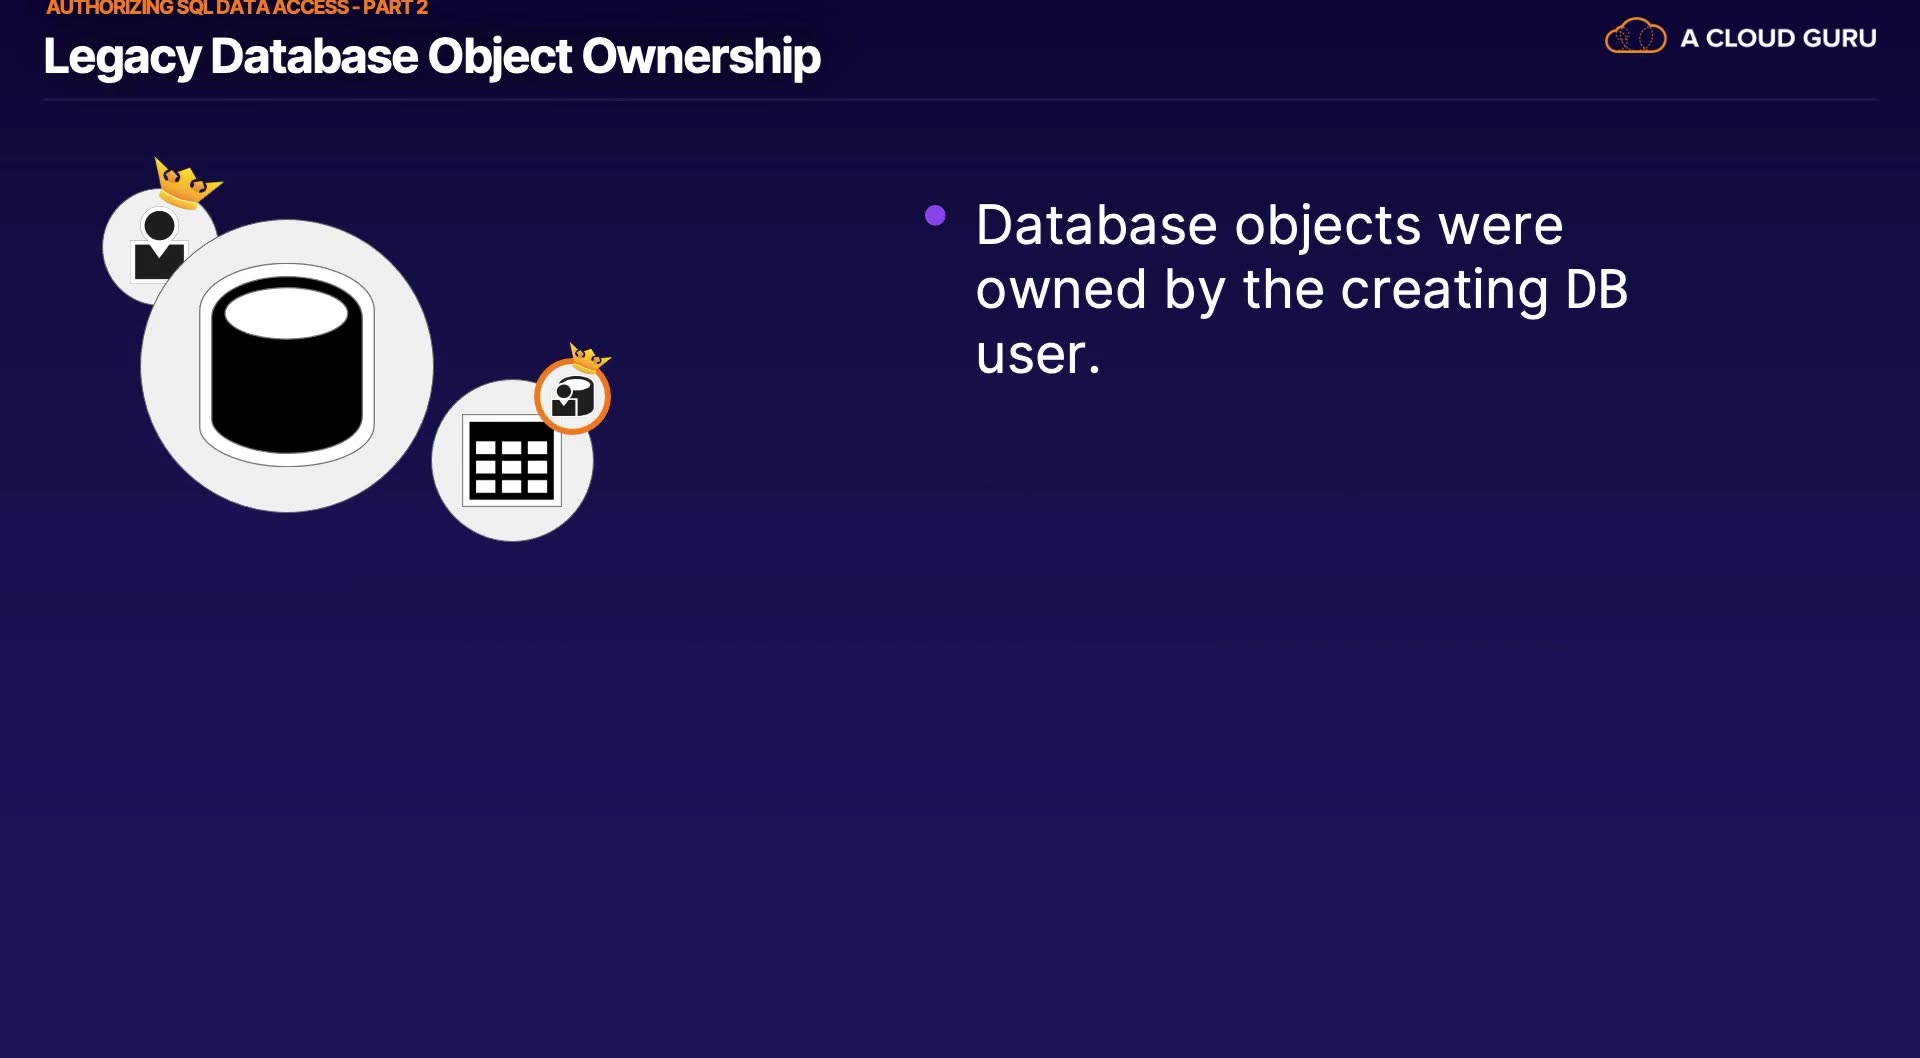 AUTHORIZING SQL DATA ACCESS - PART 2
Legacy Database Object Ownership
A CLOUD GURU
Database objects were
owned by the creating DB
user.